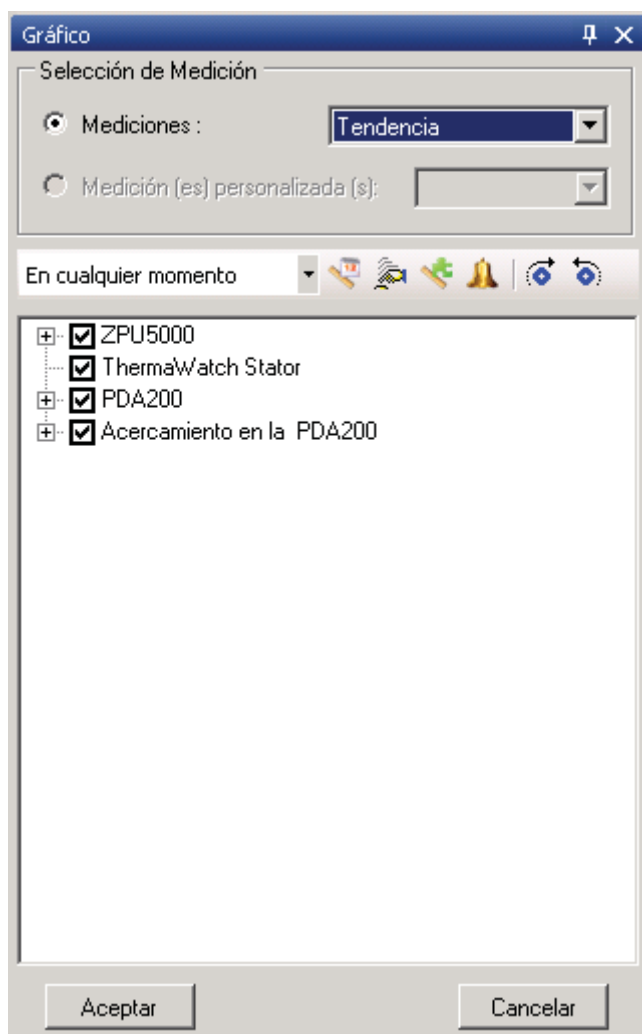 Gráfico
Selección de Medición
Mediciones :
Tendencia
Medición (es) personalizada (s):
En cualquier momento
ZPU5000
ThermaWatch Stator
PDA200
Acercamiento en la PDA200
Aceptar
Cancelar